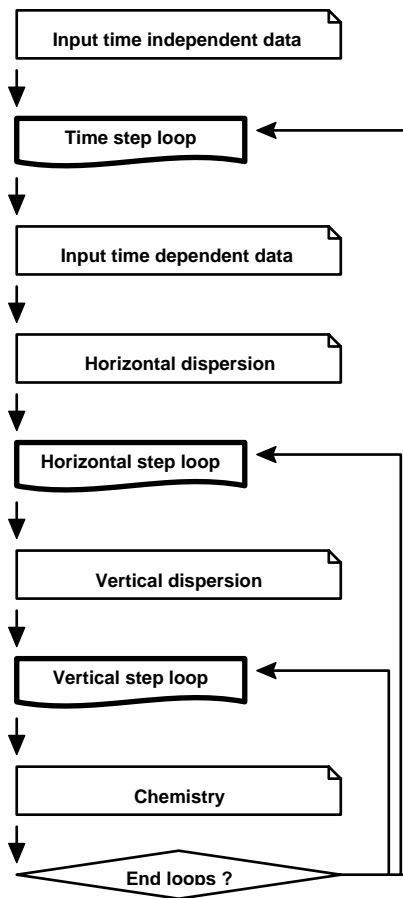 Input time independent data
Time step loop
Input time dependent data
Horizontal dispersion
Horizontal step loop
Vertical dispersion
Vertical step loop
Chemistry
End loops ?